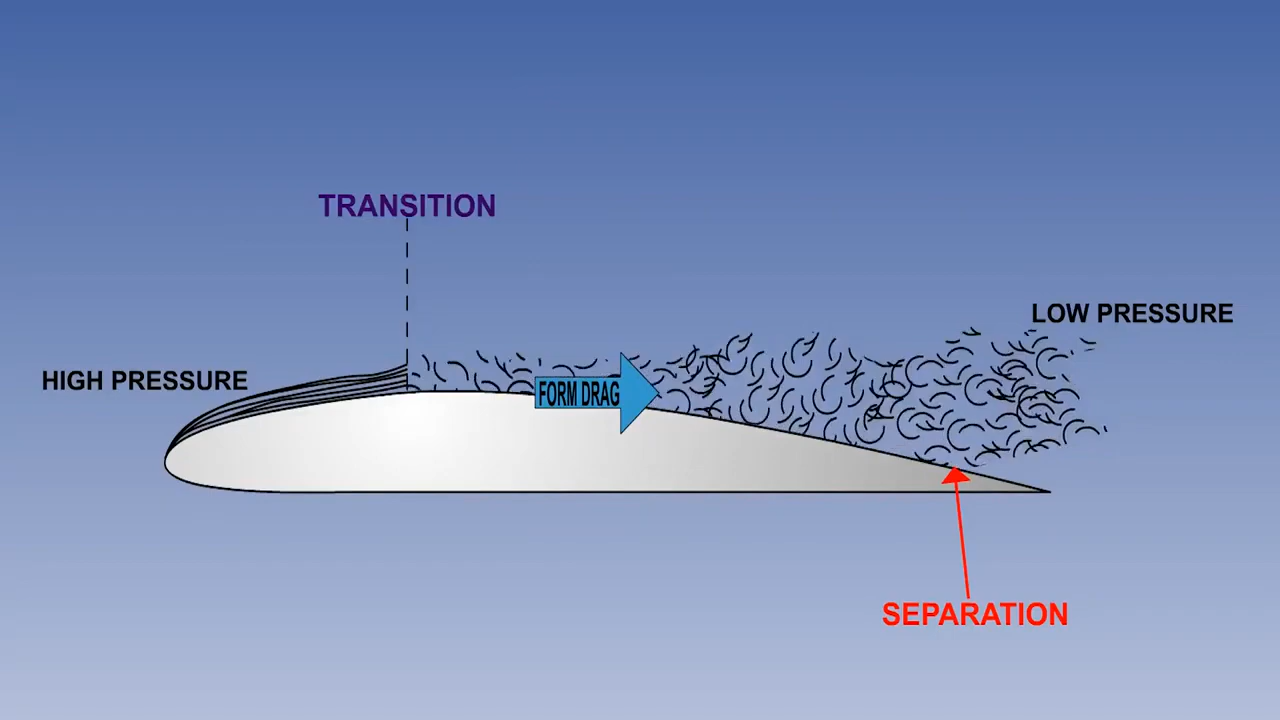 TRANSITION
LOW PRESSURE
HIGH PRESSURE
FORM DRAG
SEPARATION